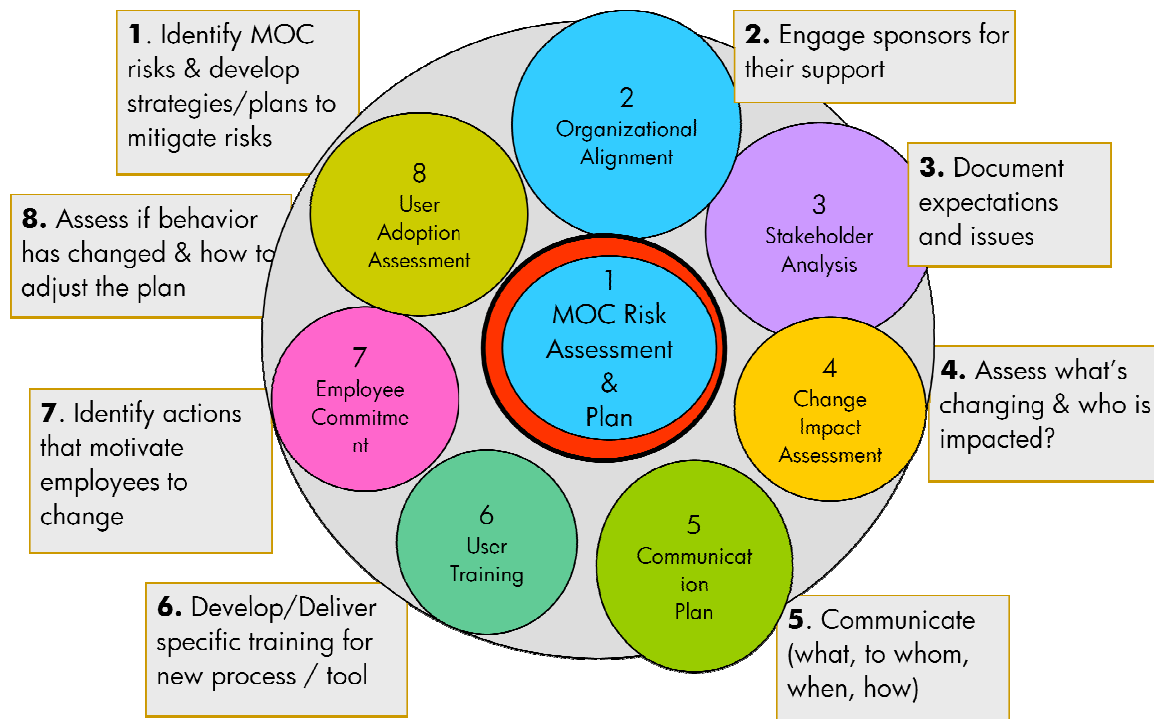 1. Identify MOC
risks & develop
strategies/plans to
mitigate risks
2. Engage sponsors for
their support
2
Organizational
Alignment
3. Document
expectations
and issues
8
User
Adoption
Assessment
3
Stakeholder
Analysis
8. Assess if behavior
has changed & how to
adjust the plan
1
MOC Risk
Assessment
&
Plan
7
Employee
Commitme
nt
4
Change
Impact
Assessment
4. Assess what's
changing & who is
impacted?
7. Identify actions
that motivate
employees to
change
6
User
Training
5
Communicat
ion
Plan
6. Develop/Deliver
specific training for
new process / tool
5. Communicate
(what, to whom,
when, how)